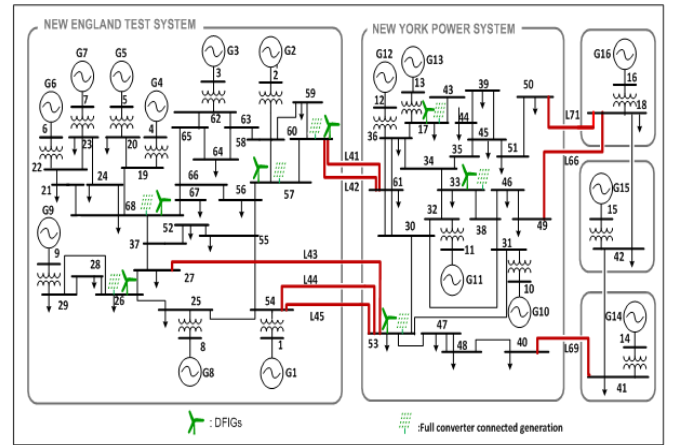 NEW ENGLAND TEST SYSTEM
NEW YORK POWER SYSTEM
G7 G5 G3 G2
G6 G4
G12 G13
G16
7 5 3 2 59
6 4
12 13 43 39 50
16
L71 18
62 63 60
23 20 58
36 17 44 45
22 65 64
L41
L42
L66
19
34 35 51
21 24 66 67 56 57
61 33 46
G15
G9 68
32 38 49
15
52 55
30 31
9 37
11
42
28 27
L43
G11 10
29 26
L44
G10
25 54
L45
G14
53 47 48 40
L69
14
8 1
41
G8 G1
: DFIGs
:Full converter connected generation